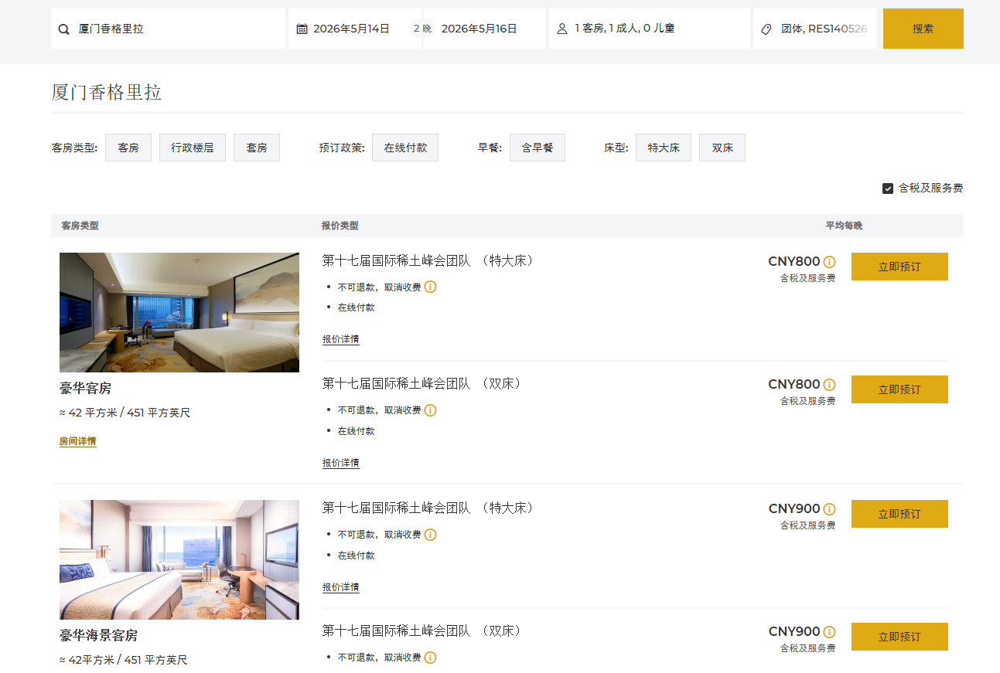 厦门香格里拉 2026年5月14日 2 晚 2026年5月16日 1 客房, 1 成人, 0 儿童 团体, RES140526 搜索
厦门香格里拉
客房类型: 客房 行政楼层 套房 预订政策: 在线付款 早餐: 含早餐 床型: 特大床 双床
含税及服务费
客房类型 报价类型 平均每晚
第十七届国际稀土峰会团队 （特大床） CNY800 立即预订
含税及服务费
不可退款，取消收费
在线付款
报价详情
豪华客房
≈ 42 平方米 / 451 平方英尺
房间详情
第十七届国际稀土峰会团队 （双床） CNY800 立即预订
含税及服务费
不可退款，取消收费
在线付款
报价详情
第十七届国际稀土峰会团队 （特大床） CNY900 立即预订
含税及服务费
不可退款，取消收费
在线付款
报价详情
豪华海景客房
≈ 42平方米 / 451 平方英尺
第十七届国际稀土峰会团队 （双床） CNY900 立即预订
含税及服务费
不可退款，取消收费